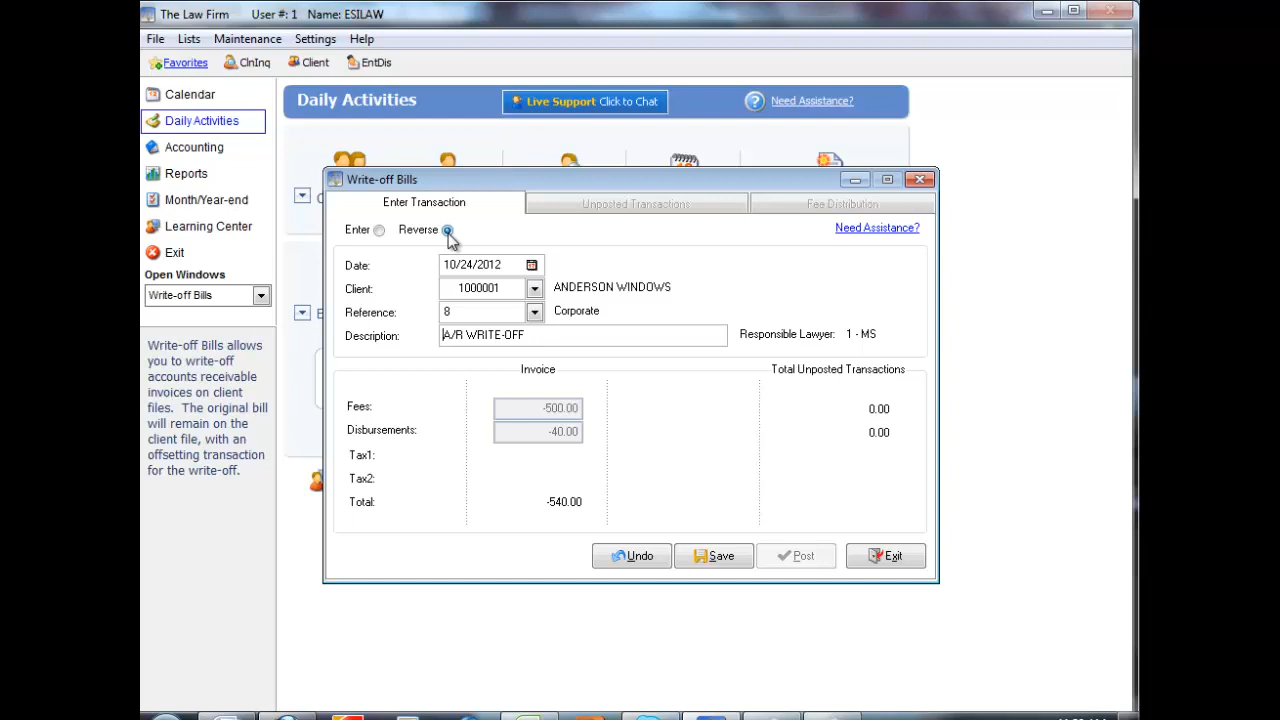 The Law Firm User #: 1 Name: ESILAW
File Lists Maintenance Settings Help
Favorites ClnInq Client EntDis
Calendar
Daily Activities
Accounting
Reports
Month/Year-end
Learning Center
Exit
Open Windows
Write-off Bills
Write-off Bills allows
you to write-off
accounts receivable
invoices on client
files. The original bill
will remain on the
client file, with an
offsetting transaction
for the write-off.
Daily Activities
Live Support Click to Chat
Need Assistance?
Write-off Bills
Enter Transaction Unposted Transactions Fee Distribution
Enter Reverse
Need Assistance?
Date: 10/24/2012
Client: 1000001 ANDERSON WINDOWS
Reference: 8 Corporate
Description: A/R WRITE-OFF Responsible Lawyer: 1 - MS
Invoice Total Unposted Transactions
Fees: -500.00 0.00
Disbursements: -40.00 0.00
Tax1:
Tax2:
Total: -540.00
Undo Save Post Exit